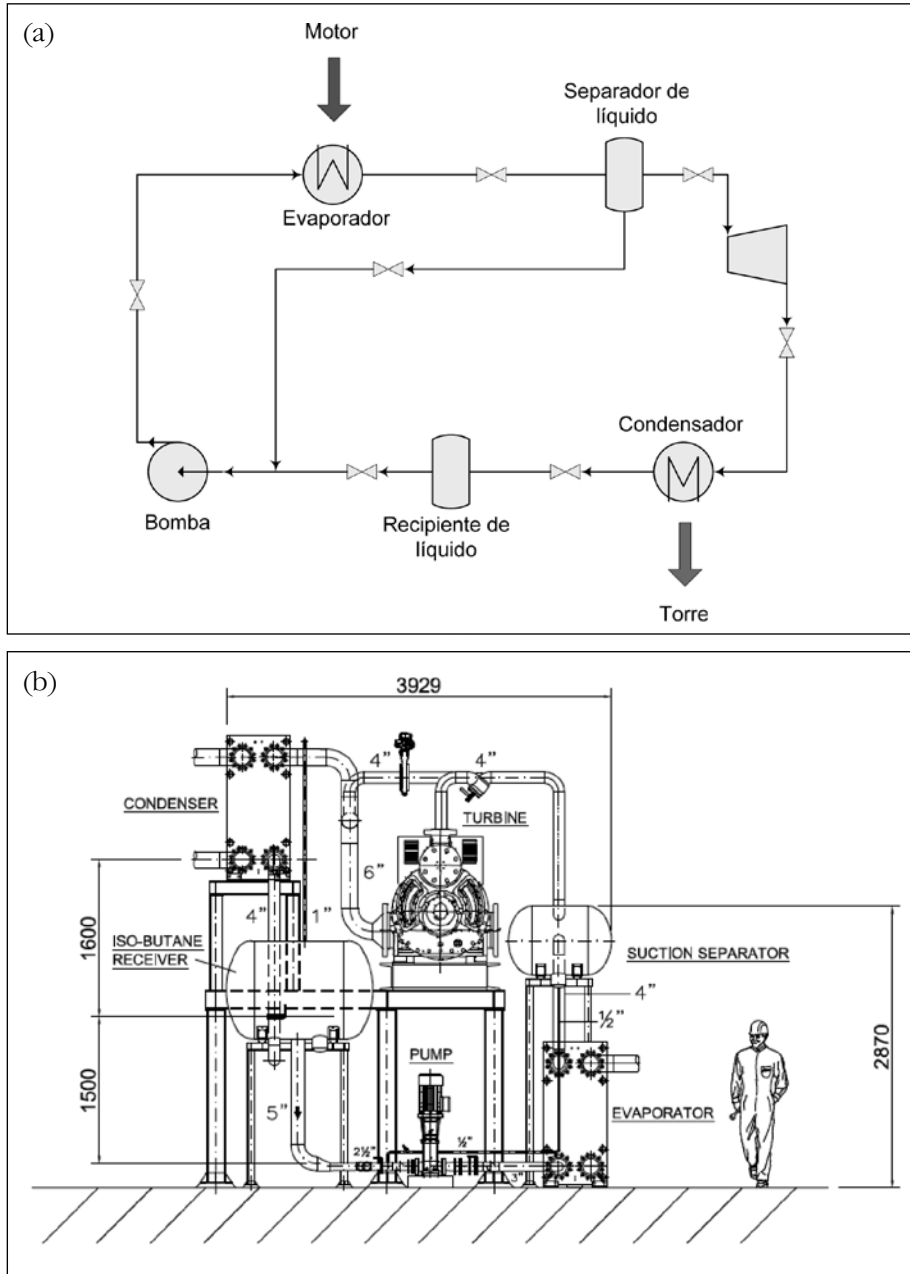 (a)
Motor
Separador de
líquido
Evaporador
Condensador
Bomba
Recipiente de
líquido
Torre
(b)
3929
4”
4”
CONDENSER
TURBINE
6”
4”
1”
1600
ISO-BUTANE
RECEIVER
SUCTION SEPARATOR
4”
½”
2870
1500
PUMP
EVAPORATOR
5”
2½”
½”
3”